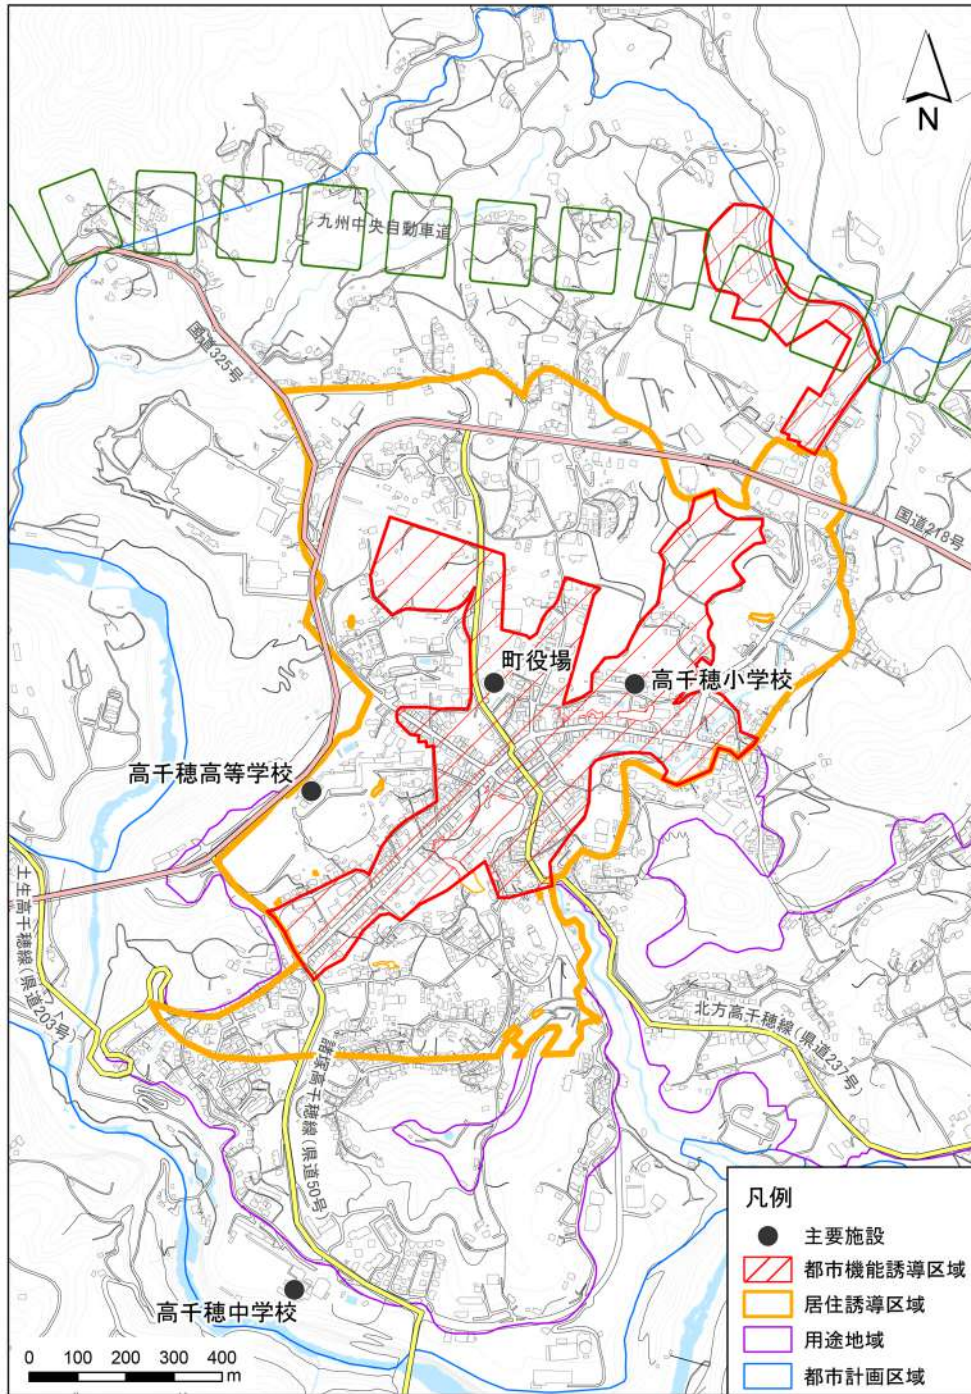 N
九州中央自動車道
国道325号
国道218号
町役場
高千穂小学校
高千穂高等学校
土生高千穂線(県道203号)
北方高千穂線(県道237号)
諸塚高千穂線(県道50号)
高千穂中学校
凡例
主要施設
都市機能誘導区域
居住誘導区域
用途地域
都市計画区域
0 100 200 300 400
m